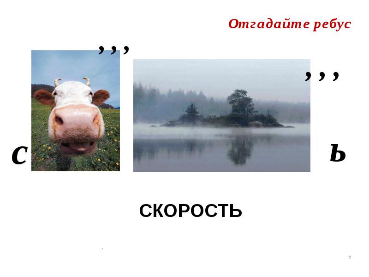 Отгадайте ребус
, , ,
, , ,
с
ь
СКОРОСТЬ